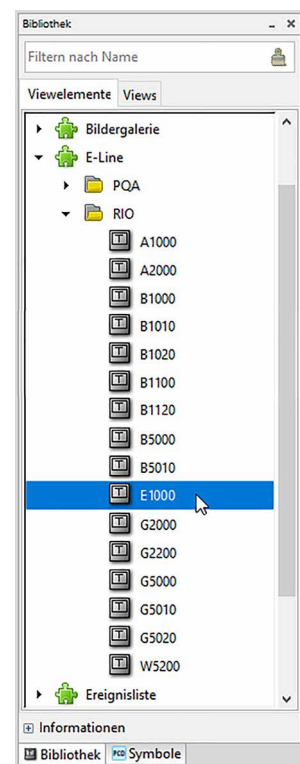 Bibliothek
Filtern nach Name
Viewelemente Views
Bildergalerie
E-Line
PQA
RIO
A1000
A2000
B1000
B1010
B1020
B1100
B1120
B5000
B5010
E1000
G2000
G2200
G5000
G5010
G5020
W5200
Ereignisliste
Informationen
Bibliothek PCD Symbole